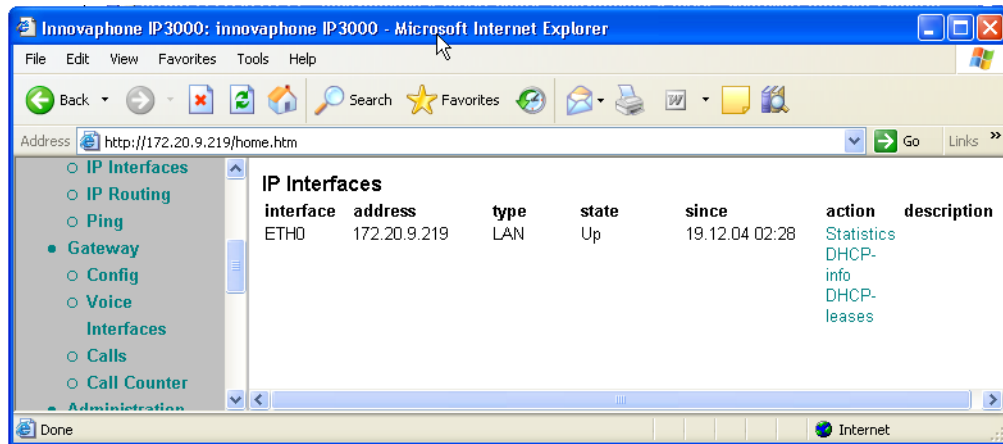 Innovaphone IP3000: innovaphone IP3000 - Microsoft Internet Explorer
File Edit View Favorites Tools Help
Back Search Favorites
Address http://172.20.9.219/home.htm Go Links »
IP Interfaces
IP Routing
Ping
Gateway
Config
Voice
Interfaces
Calls
Call Counter
Administration
IP Interfaces
interface address type state since action description
ETH0 172.20.9.219 LAN Up 19.12.04 02:28 Statistics
DHCP-
info
DHCP-
leases
Done Internet